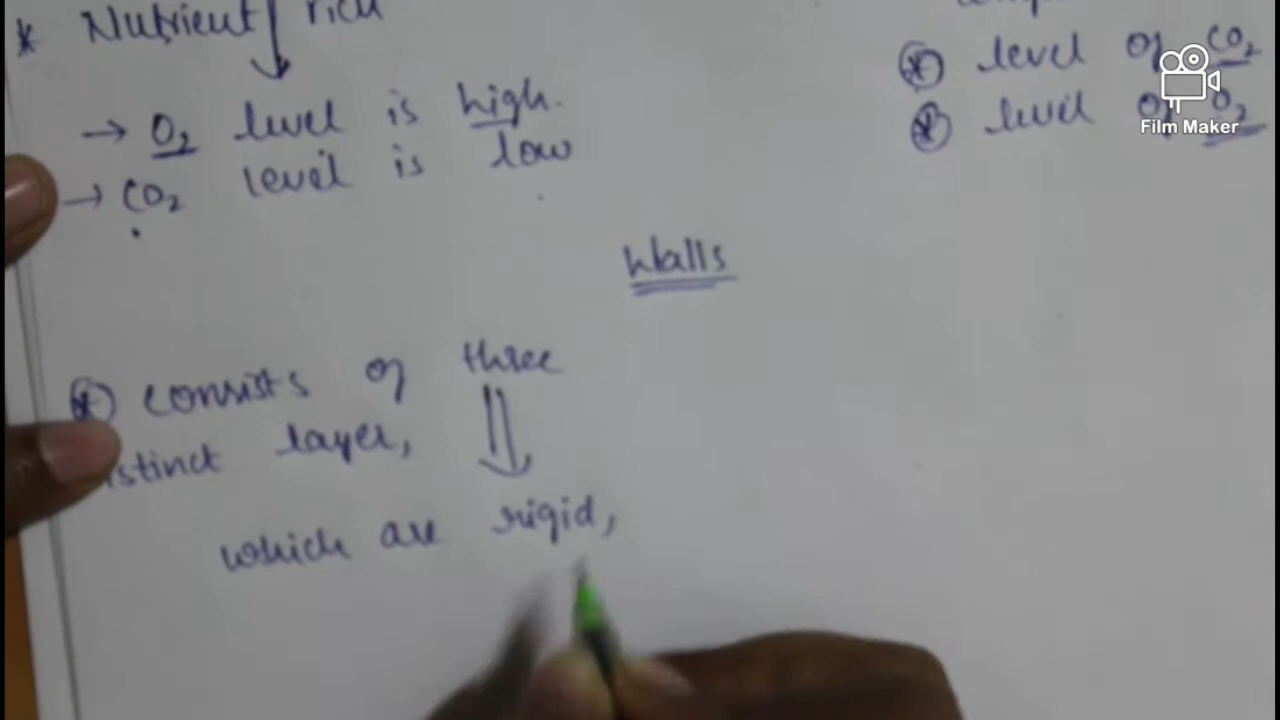 * Nutrient rich
→ O₂ level is high.
→ CO₂ level is low
* level of CO₂
* level of O₂
Walls
* consists of three
istinct layer,
which are rigid,
Film Maker